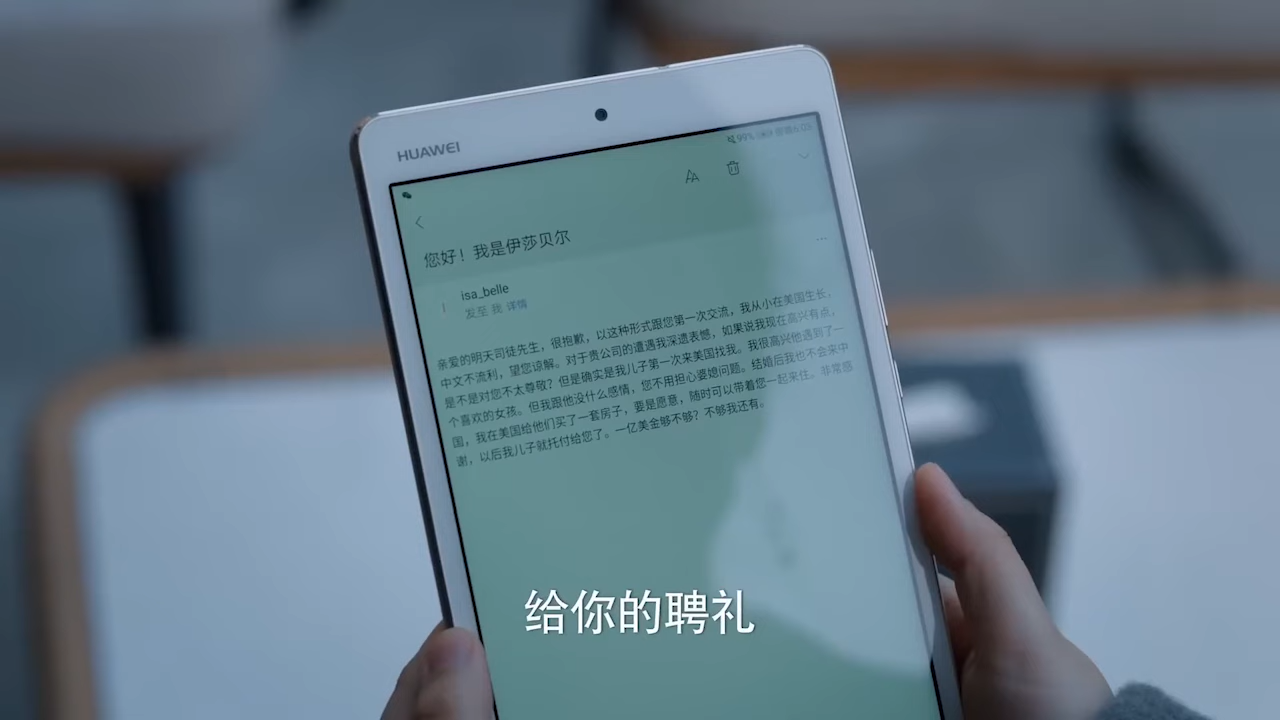 HUAWEI
99%
您好！我是伊莎贝尔
isa_belle
发至 我 详情
亲爱的明天司徒先生，很抱歉，以这种形式跟您第一次交流，我从小在美国生长，
中文不流利，望您谅解。对于贵公司的遭遇我深遗表憾，如果说我现在高兴有点，
是不是对您不太尊敬？但是确实是我儿子第一次来美国找我。我很高兴他遇到了一
个喜欢的女孩。但我跟他没什么感情，您不用担心婆媳问题。结婚后我也不会来中
国，我在美国给他们买了一套房子，要是愿意，随时可以带着您一起来住。非常感
谢，以后我儿子就托付给您了。一亿美金够不够？不够我还有。
给你的聘礼